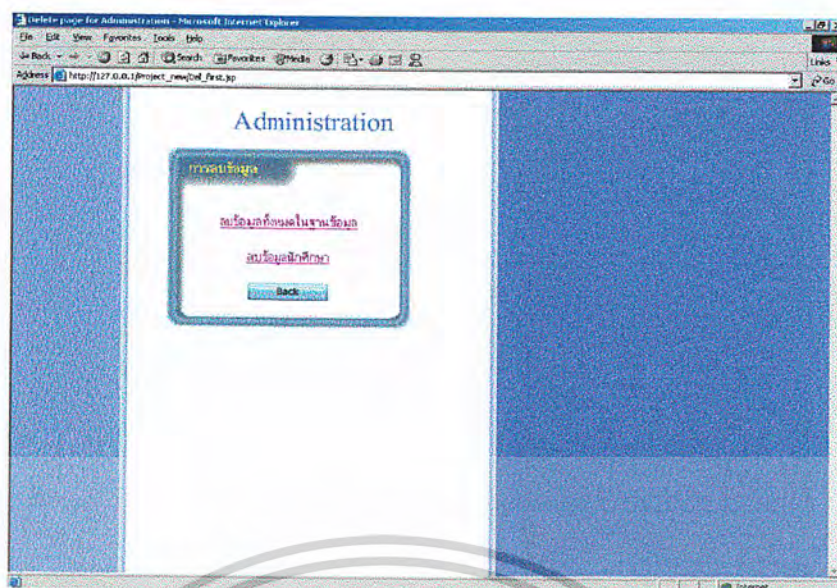 Delete page for Administration - Microsoft Internet Explorer
File Edit View Favorites Tools Help
Back Search Favorites Media
Links
Address http://127.0.0.1/Project_new/Del_first.jsp Go
Administration
การลบข้อมูล
ลบข้อมูลทั้งหมดในฐานข้อมูล
ลบข้อมูลนักศึกษา
Back
Internet